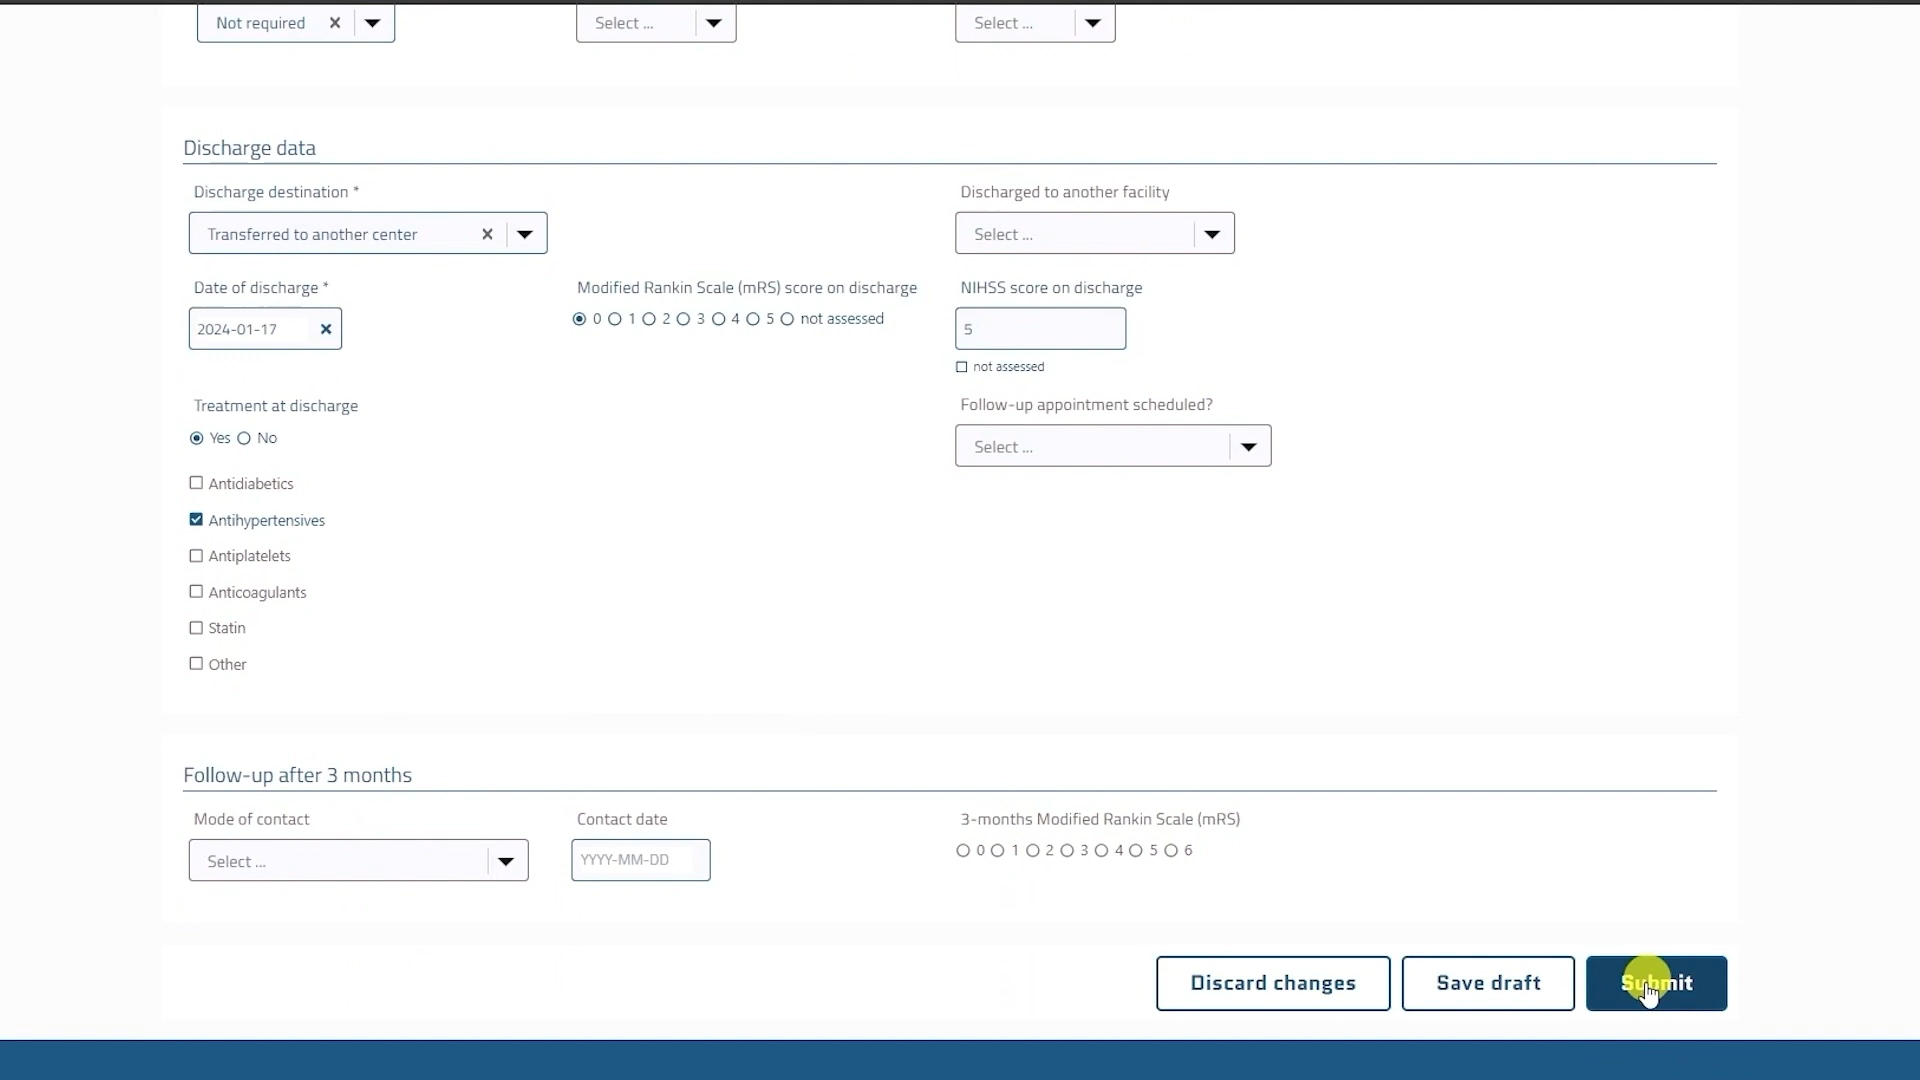 Not required
Select ...
Select ...
Discharge data
Discharge destination *
Discharged to another facility
Transferred to another center
Select ...
Date of discharge *
Modified Rankin Scale (mRS) score on discharge
NIHSS score on discharge
2024-01-17
0 1 2 3 4 5 not assessed
5
not assessed
Treatment at discharge
Follow-up appointment scheduled?
Yes No
Select ...
Antidiabetics
Antihypertensives
Antiplatelets
Anticoagulants
Statin
Other
Follow-up after 3 months
Mode of contact
Contact date
3-months Modified Rankin Scale (mRS)
Select ...
YYYY-MM-DD
0 1 2 3 4 5 6
Discard changes
Save draft
Submit